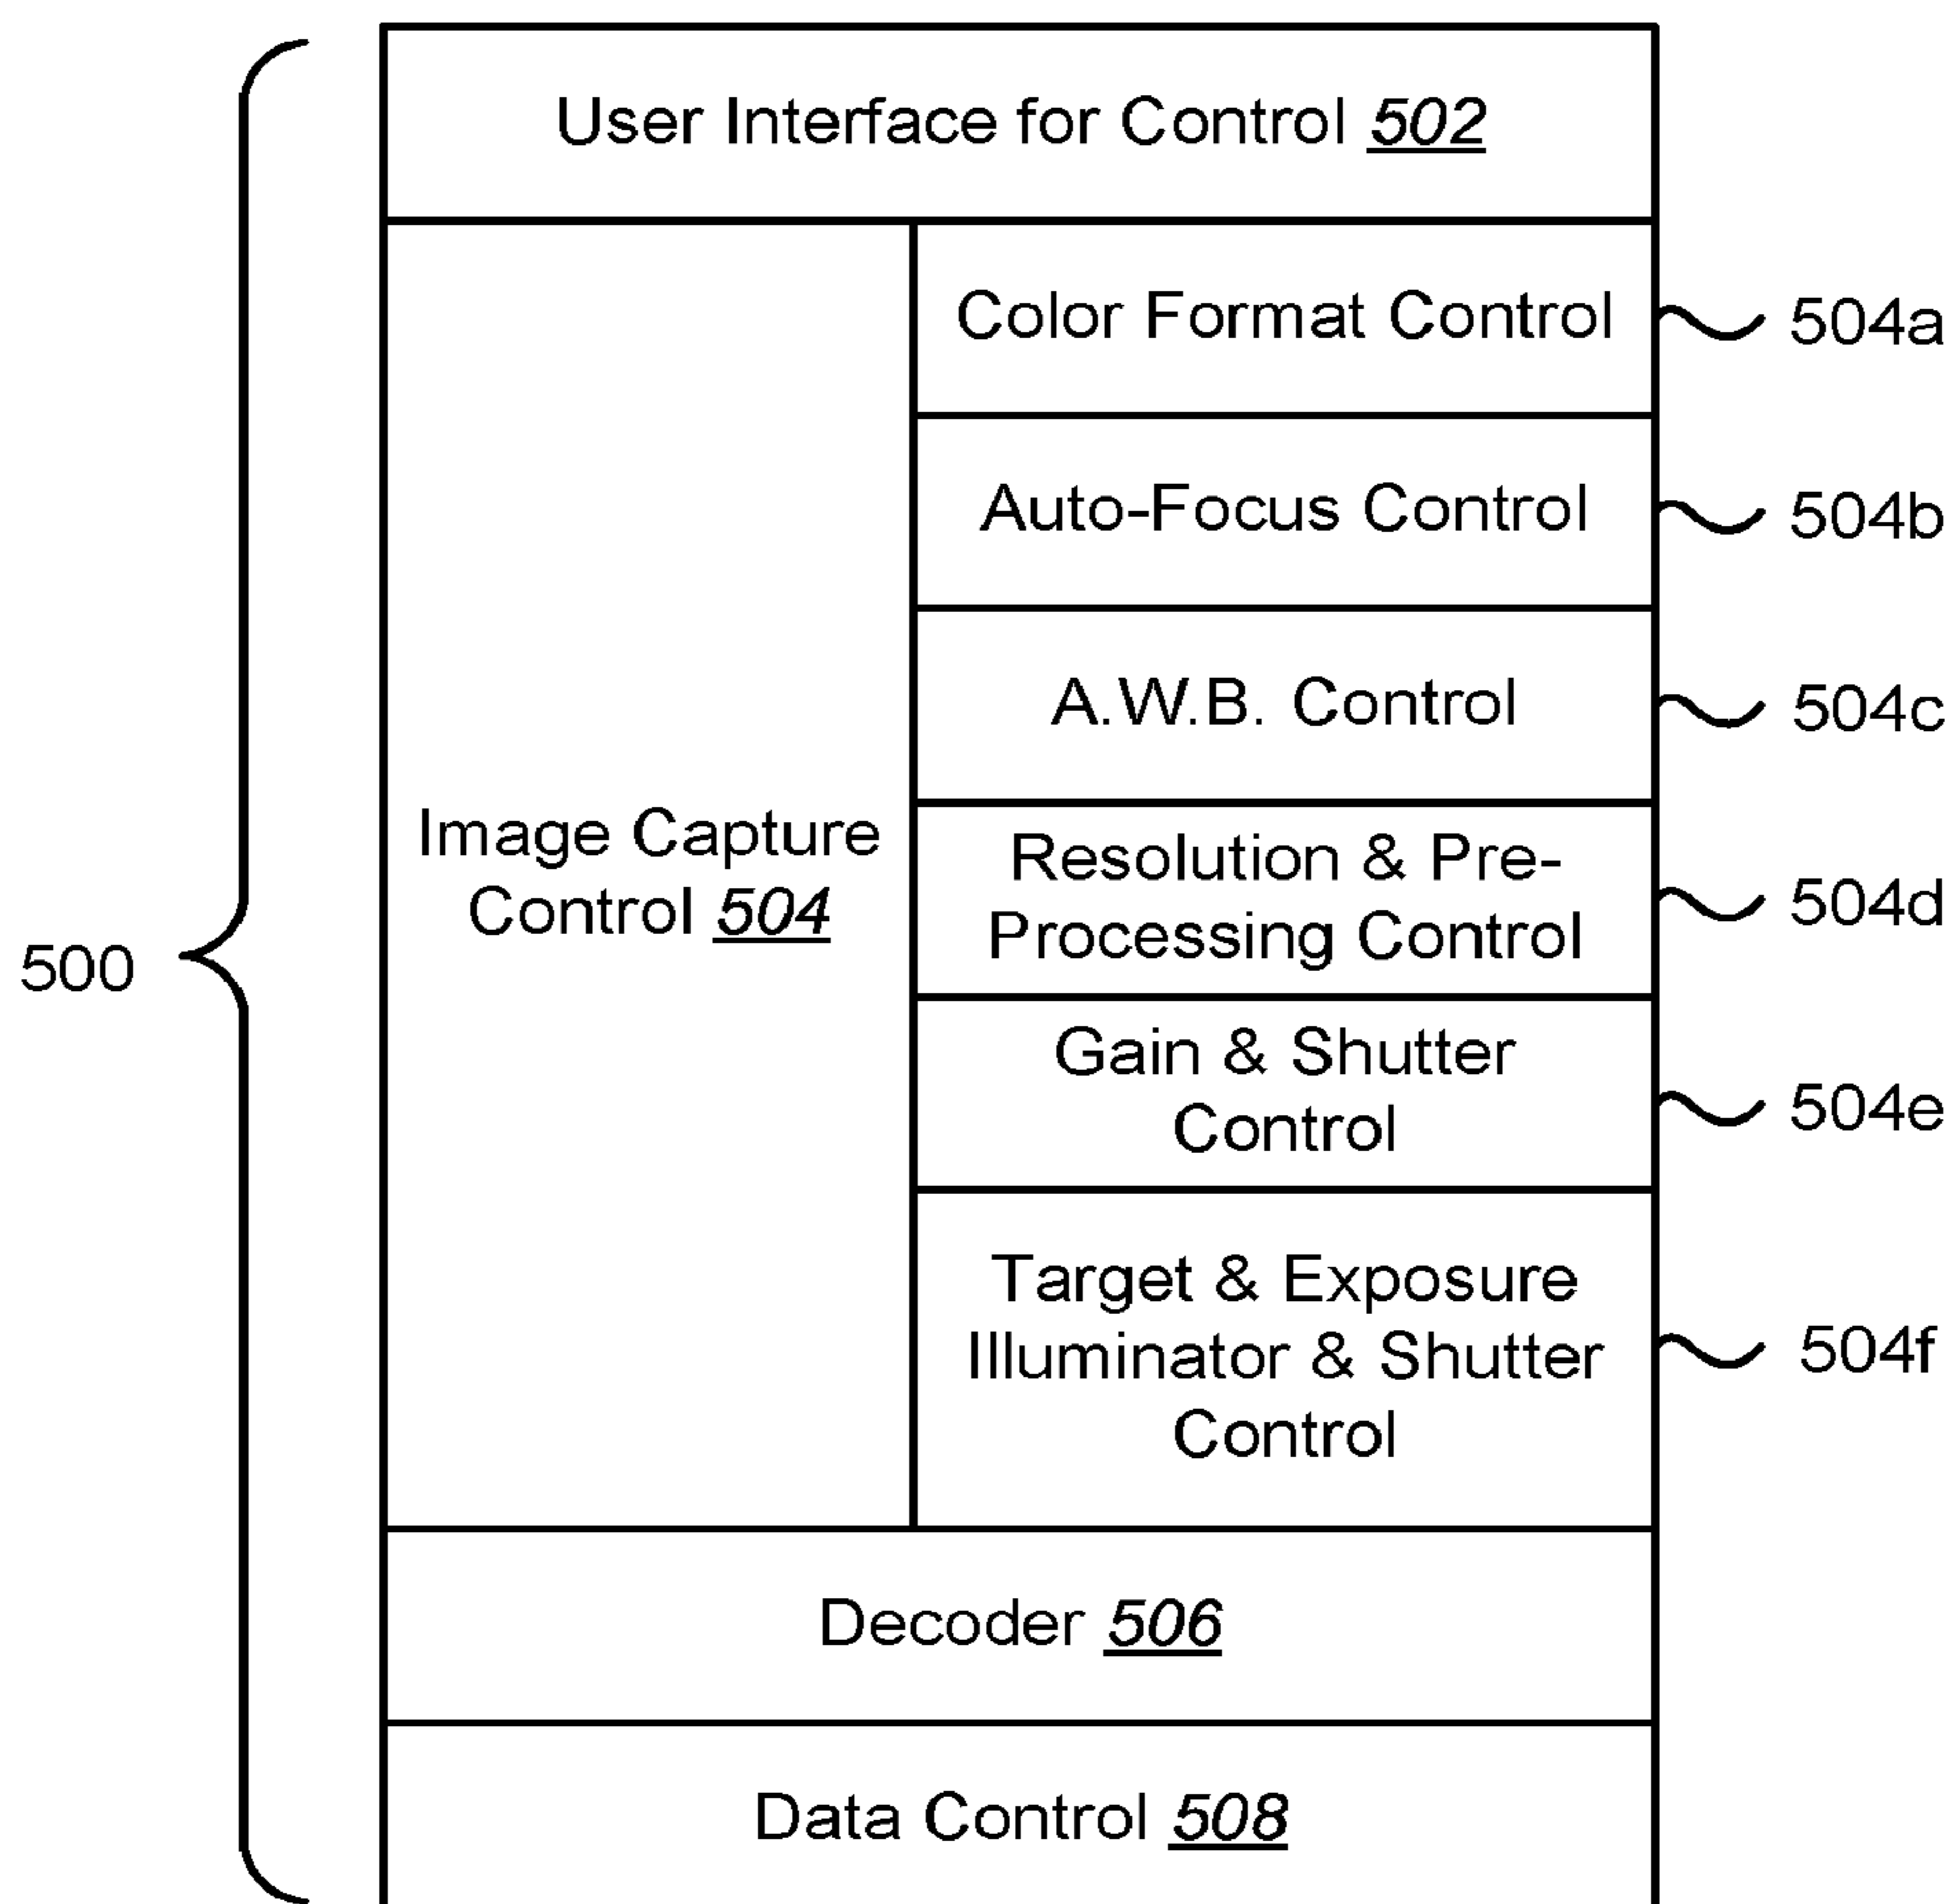 User Interface for Control 502
Color Format Control
504a
Auto-Focus Control
504b
A.W.B. Control
504c
Image Capture
Control 504
Resolution & Pre-
Processing Control
504d
500
Gain & Shutter
Control
504e
Target & Exposure
Illuminator & Shutter
Control
504f
Decoder 506
Data Control 508